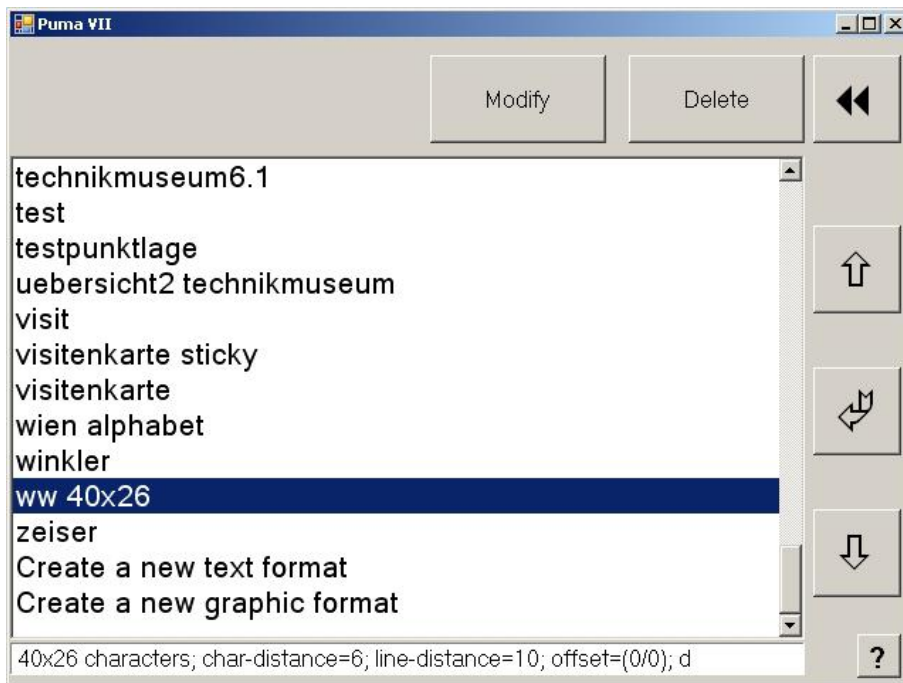 Puma VII
Modify
Delete
technikmuseum6.1
test
testpunktlage
uebersicht2 technikmuseum
visit
visitenkarte sticky
visitenkarte
wien alphabet
winkler
ww 40x26
zeiser
Create a new text format
Create a new graphic format
40x26 characters; char-distance=6; line-distance=10; offset=(0/0); d
?